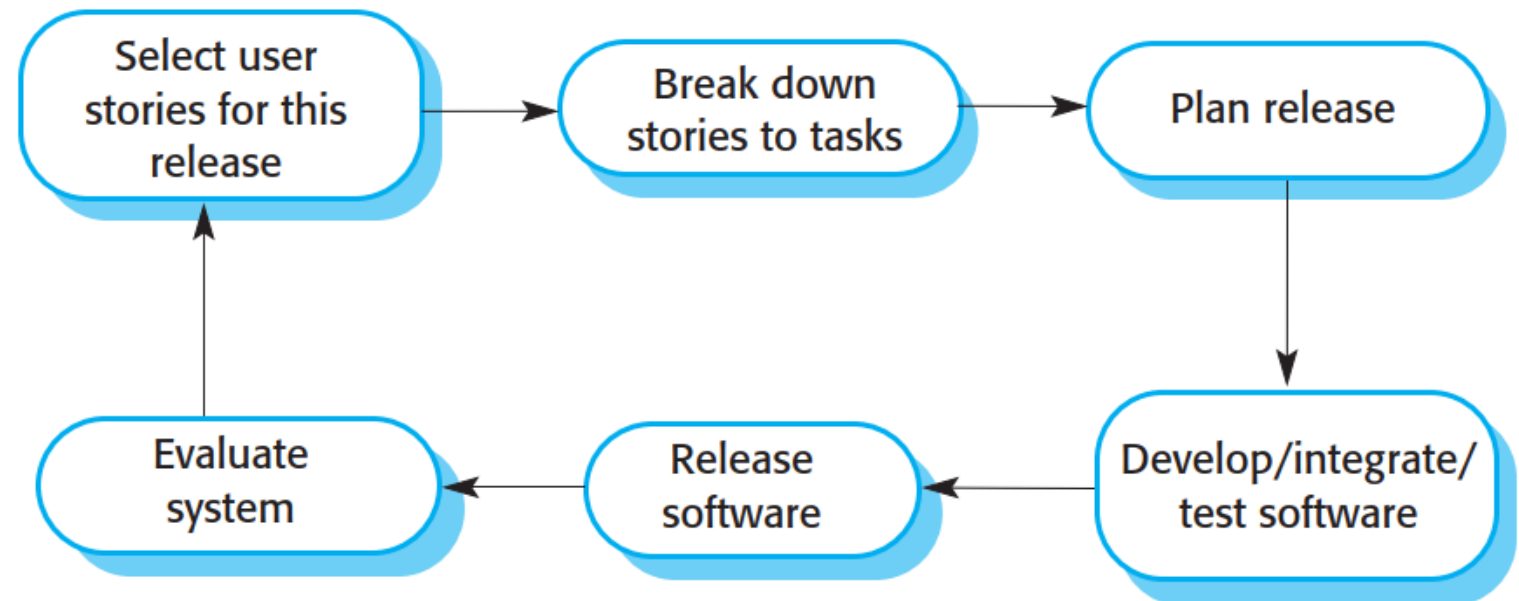 Select user
stories for this
release
Break down
stories to tasks
Plan release
Develop/integrate/
test software
Release
software
Evaluate
system